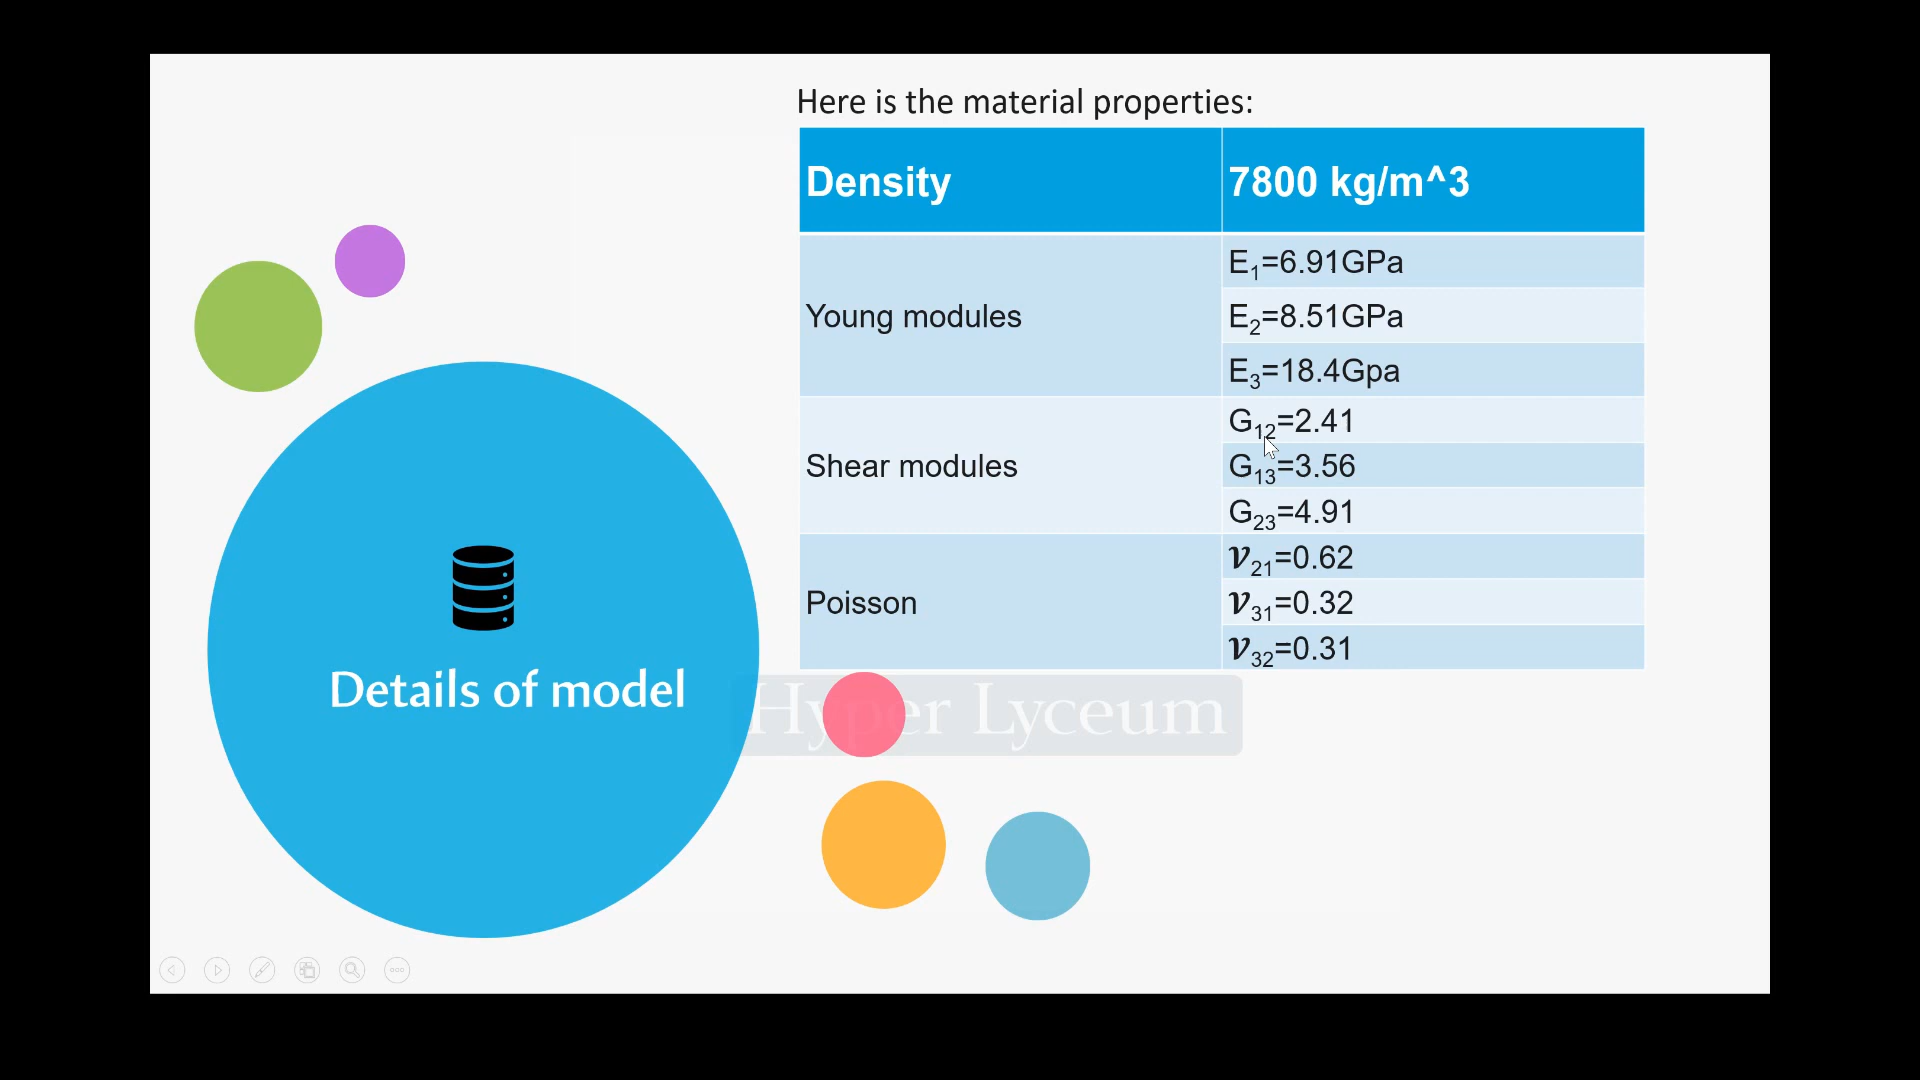 Here is the material properties:
Density 7800 kg/m^3
Young modules
E1=6.91GPa
E2=8.51GPa
E3=18.4Gpa
Shear modules
G12=2.41
G13=3.56
G23=4.91
Poisson
ν21=0.62
ν31=0.32
ν32=0.31
Details of model
Hyper Lyceum